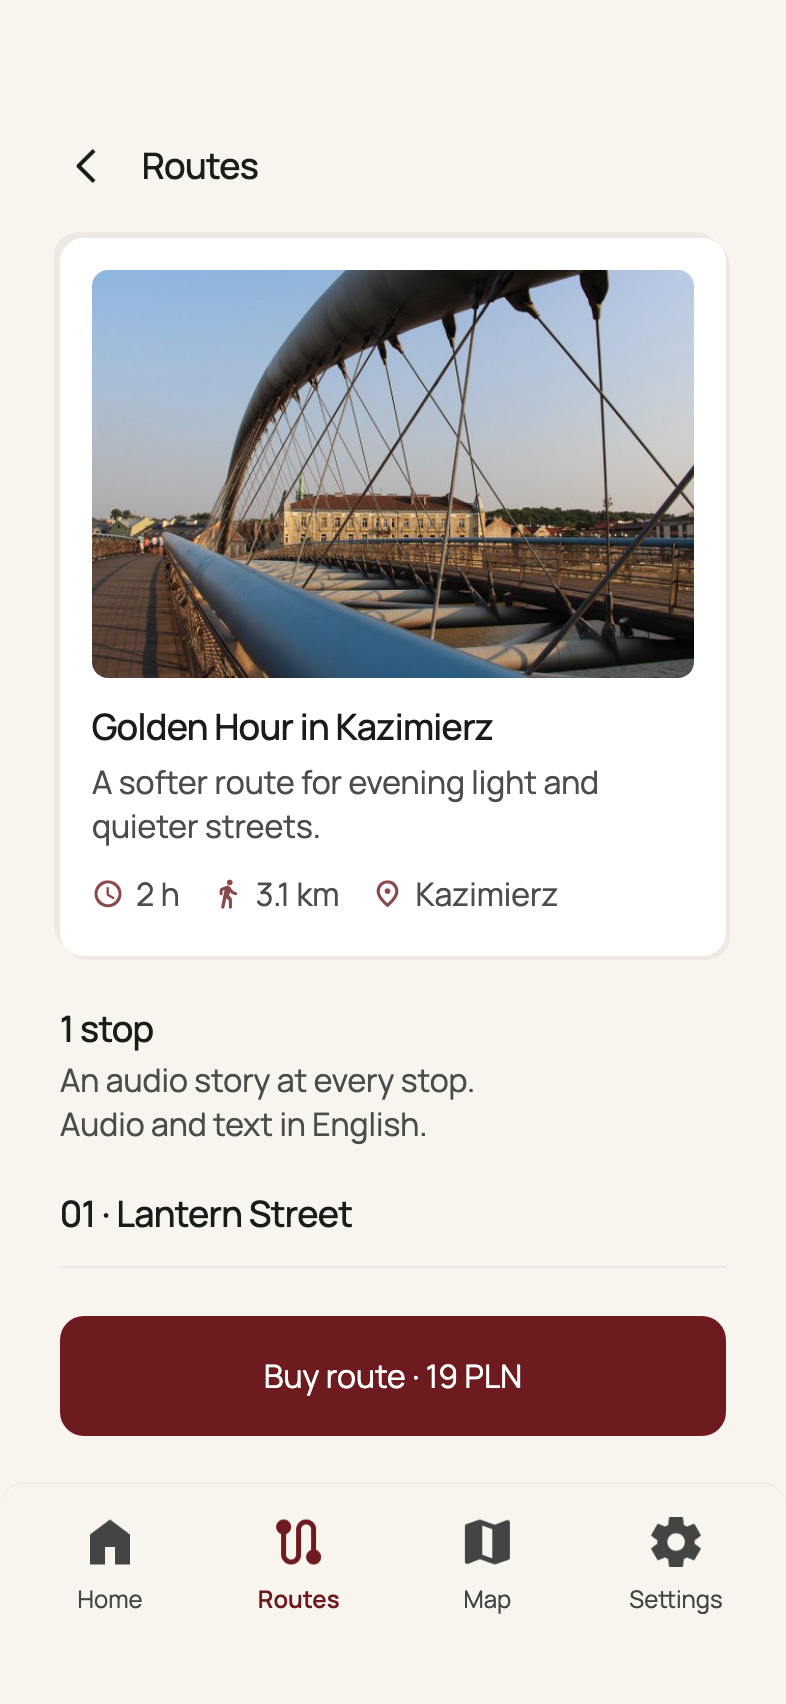 Routes
Golden Hour in Kazimierz
A softer route for evening light and
quieter streets.
2 h 3.1 km Kazimierz
1 stop
An audio story at every stop.
Audio and text in English.
01 · Lantern Street
Buy route · 19 PLN
Home Routes Map Settings